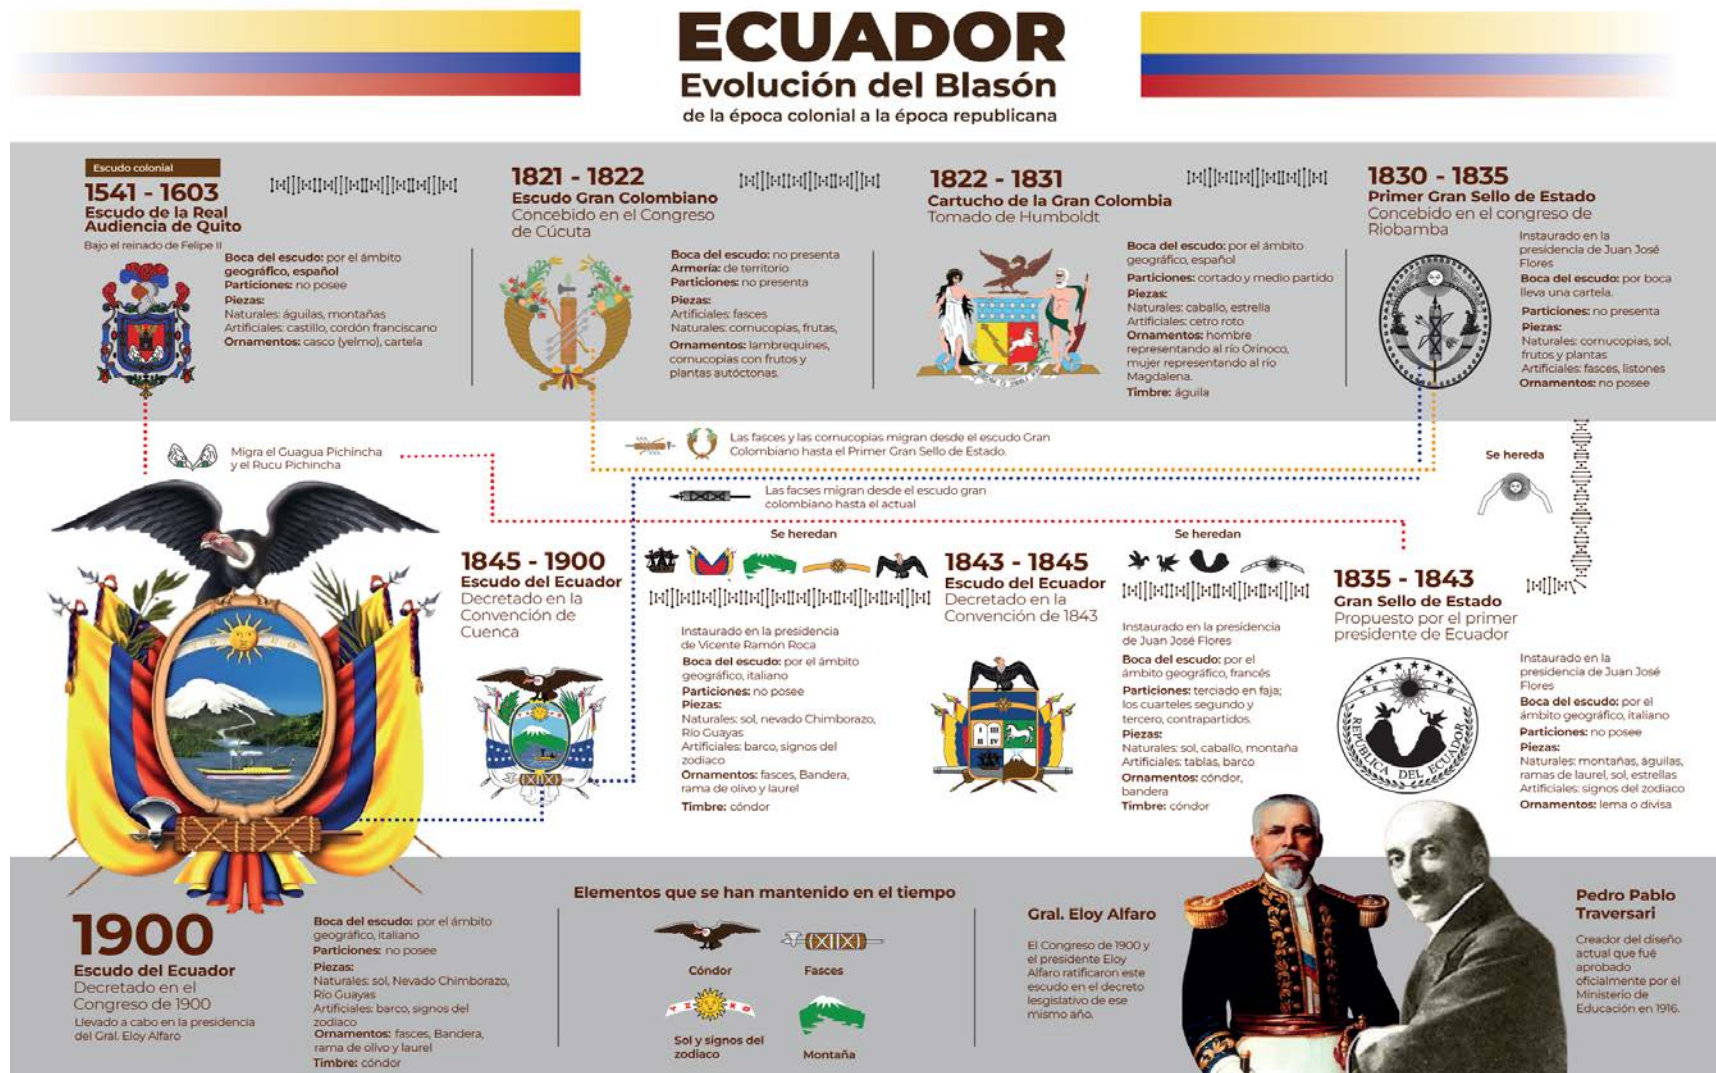 ECUADOR
Evolución del Blasón
de la época colonial a la época republicana
Escudo colonial
1541 - 1603
Escudo de la Real
Audiencia de Quito
Bajo el reinado de Felipe II
Boca del escudo: por el ámbito
geográfico, español
Particiones: no posee
Piezas:
Naturales: águilas, montañas
Artificiales: castillo, cordón franciscano
Ornamentos: casco (yelmo), cartela
1821 - 1822
Escudo Gran Colombiano
Concebido en el Congreso
de Cúcuta
Boca del escudo: no presenta
Armería: de territorio
Particiones: no presenta
Piezas:
Artificiales: fasces
Naturales: cornucopias, frutas,
Ornamentos: lambrequines,
cornucopias con frutos y
plantas autóctonas.
1822 - 1831
Cartucho de la Gran Colombia
Tomado de Humboldt
Boca del escudo: por el ámbito
geográfico, español
Particiones: cortado y medio partido
Piezas:
Naturales: caballo, estrella
Artificiales: cetro roto
Ornamentos: hombre
representando al río Orinoco,
mujer representando al río
Magdalena.
Timbre: águila
1830 - 1835
Primer Gran Sello de Estado
Concebido en el congreso de
Riobamba
Instaurado en la
presidencia de Juan José
Flores
Boca del escudo: por boca
lleva una cartela.
Particiones: no presenta
Piezas:
Naturales: cornucopias, sol,
frutos y plantas
Artificiales: fasces, listones
Ornamentos: no posee
Migra el Guagua Pichincha
y el Rucu Pichincha
Las fasces y las cornucopias migran desde el escudo Gran
Colombiano hasta el Primer Gran Sello de Estado.
Las facses migran desde el escudo gran
colombiano hasta el actual
Se hereda
1845 - 1900
Escudo del Ecuador
Decretado en la
Convención de
Cuenca
Se heredan
Instaurado en la presidencia
de Vicente Ramón Roca
Boca del escudo: por el ámbito
geográfico, italiano
Particiones: no posee
Piezas:
Naturales: sol, nevado Chimborazo,
Río Guayas
Artificiales: barco, signos del
zodiaco
Ornamentos: fasces, Bandera,
rama de olivo y laurel
Timbre: cóndor
1843 - 1845
Escudo del Ecuador
Decretado en la
Convención de 1843
Se heredan
Instaurado en la presidencia
de Juan José Flores
Boca del escudo: por el
ámbito geográfico, francés
Particiones: terciado en faja;
los cuarteles segundo y
tercero, contrapartidos.
Piezas:
Naturales: sol, caballo, montaña
Artificiales: tablas, barco
Ornamentos: cóndor,
bandera
Timbre: cóndor
I III
II IV
1835 - 1843
Gran Sello de Estado
Propuesto por el primer
presidente de Ecuador
REPÚBLICA DEL ECUADOR
Instaurado en la
presidencia de Juan José
Flores
Boca del escudo: por el
ámbito geográfico, italiano
Particiones: no posee
Piezas:
Naturales: montañas, águilas,
ramas de laurel, sol, estrellas
Artificiales: signos del zodiaco
Ornamentos: lema o divisa
1900
Escudo del Ecuador
Decretado en el
Congreso de 1900
Llevado a cabo en la presidencia
del Gral. Eloy Alfaro
Boca del escudo: por el ámbito
geográfico, italiano
Particiones: no posee
Piezas:
Naturales: sol, Nevado Chimborazo,
Río Guayas
Artificiales: barco, signos del
zodiaco
Ornamentos: fasces, Bandera,
rama de olivo y laurel
Timbre: cóndor
Elementos que se han mantenido en el tiempo
Cóndor
Fasces
Sol y signos del
zodiaco
Montaña
Gral. Eloy Alfaro
El Congreso de 1900 y
el presidente Eloy
Alfaro ratificaron este
escudo en el decreto
lesgislativo de ese
mismo año.
Pedro Pablo
Traversari
Creador del diseño
actual que fué
aprobado
oficialmente por el
Ministerio de
Educación en 1916.